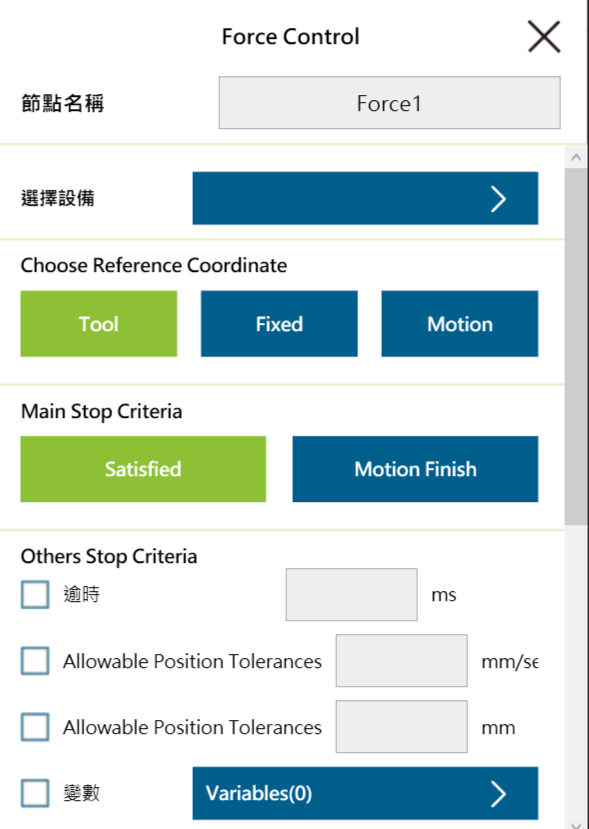 Force Control
節點名稱 Force1
選擇設備
Choose Reference Coordinate
Tool Fixed Motion
Main Stop Criteria
Satisfied Motion Finish
Others Stop Criteria
逾時 ms
Allowable Position Tolerances mm/se
Allowable Position Tolerances mm
變數 Variables(0)